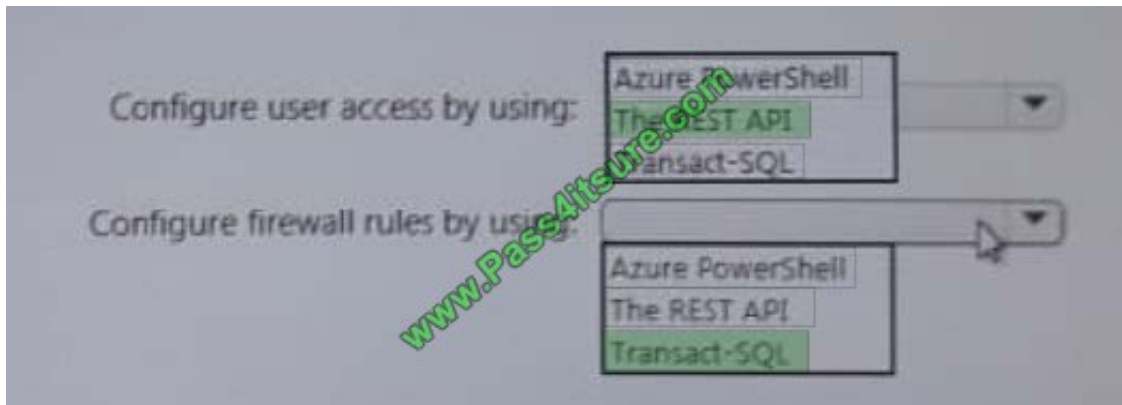 Configure user access by using:
Azure PowerShell
The REST API
Transact-SQL
Configure firewall rules by using:
Azure PowerShell
The REST API
Transact-SQL
www.Pass4itsure.com